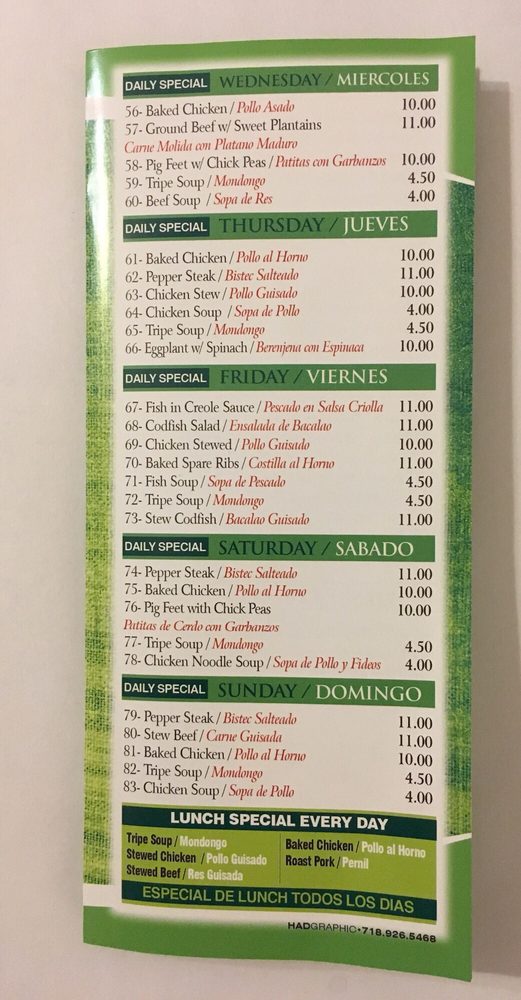 DAILY SPECIAL WEDNESDAY / MIERCOLES
56- Baked Chicken / Pollo Asado 10.00
57- Ground Beef w/ Sweet Plantains 11.00
Carne Molida con Platano Maduro
58- Pig Feet w/ Chick Peas / Patitas con Garbanzos 10.00
59- Tripe Soup / Mondongo 4.50
60- Beef Soup / Sopa de Res 4.00
DAILY SPECIAL THURSDAY / JUEVES
61- Baked Chicken / Pollo al Horno 10.00
62- Pepper Steak / Bistec Salteado 11.00
63- Chicken Stew / Pollo Guisado 10.00
64- Chicken Soup / Sopa de Pollo 4.00
65- Tripe Soup / Mondongo 4.50
66- Eggplant w/ Spinach / Berenjena con Espinaca 10.00
DAILY SPECIAL FRIDAY / VIERNES
67- Fish in Creole Sauce / Pescado en Salsa Criolla 11.00
68- Codfish Salad / Ensalada de Bacalao 11.00
69- Chicken Stewed / Pollo Guisado 10.00
70- Baked Spare Ribs / Costilla al Horno 11.00
71- Fish Soup / Sopa de Pescado 4.50
72- Tripe Soup / Mondongo 4.50
73- Stew Codfish / Bacalao Guisado 11.00
DAILY SPECIAL SATURDAY / SABADO
74- Pepper Steak / Bistec Salteado 11.00
75- Baked Chicken / Pollo al Horno 10.00
76- Pig Feet with Chick Peas 10.00
Patitas de Cerdo con Garbanzos
77- Tripe Soup / Mondongo 4.50
78- Chicken Noodle Soup / Sopa de Pollo y Fideos 4.00
DAILY SPECIAL SUNDAY / DOMINGO
79- Pepper Steak / Bistec Salteado 11.00
80- Stew Beef / Carne Guisada 11.00
81- Baked Chicken / Pollo al Horno 10.00
82- Tripe Soup / Mondongo 4.50
83- Chicken Soup / Sopa de Pollo 4.00
LUNCH SPECIAL EVERY DAY
Tripe Soup / Mondongo
Stewed Chicken / Pollo Guisado
Stewed Beef / Res Guisada
Baked Chicken / Pollo al Horno
Roast Pork / Pernil
ESPECIAL DE LUNCH TODOS LOS DIAS
HADGRAPHIC•718.926.5468